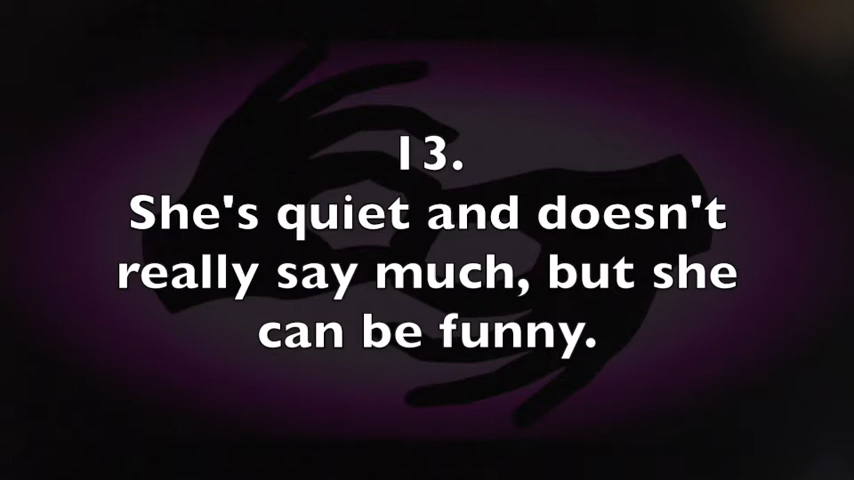 13.
She's quiet and doesn't
really say much, but she
can be funny.